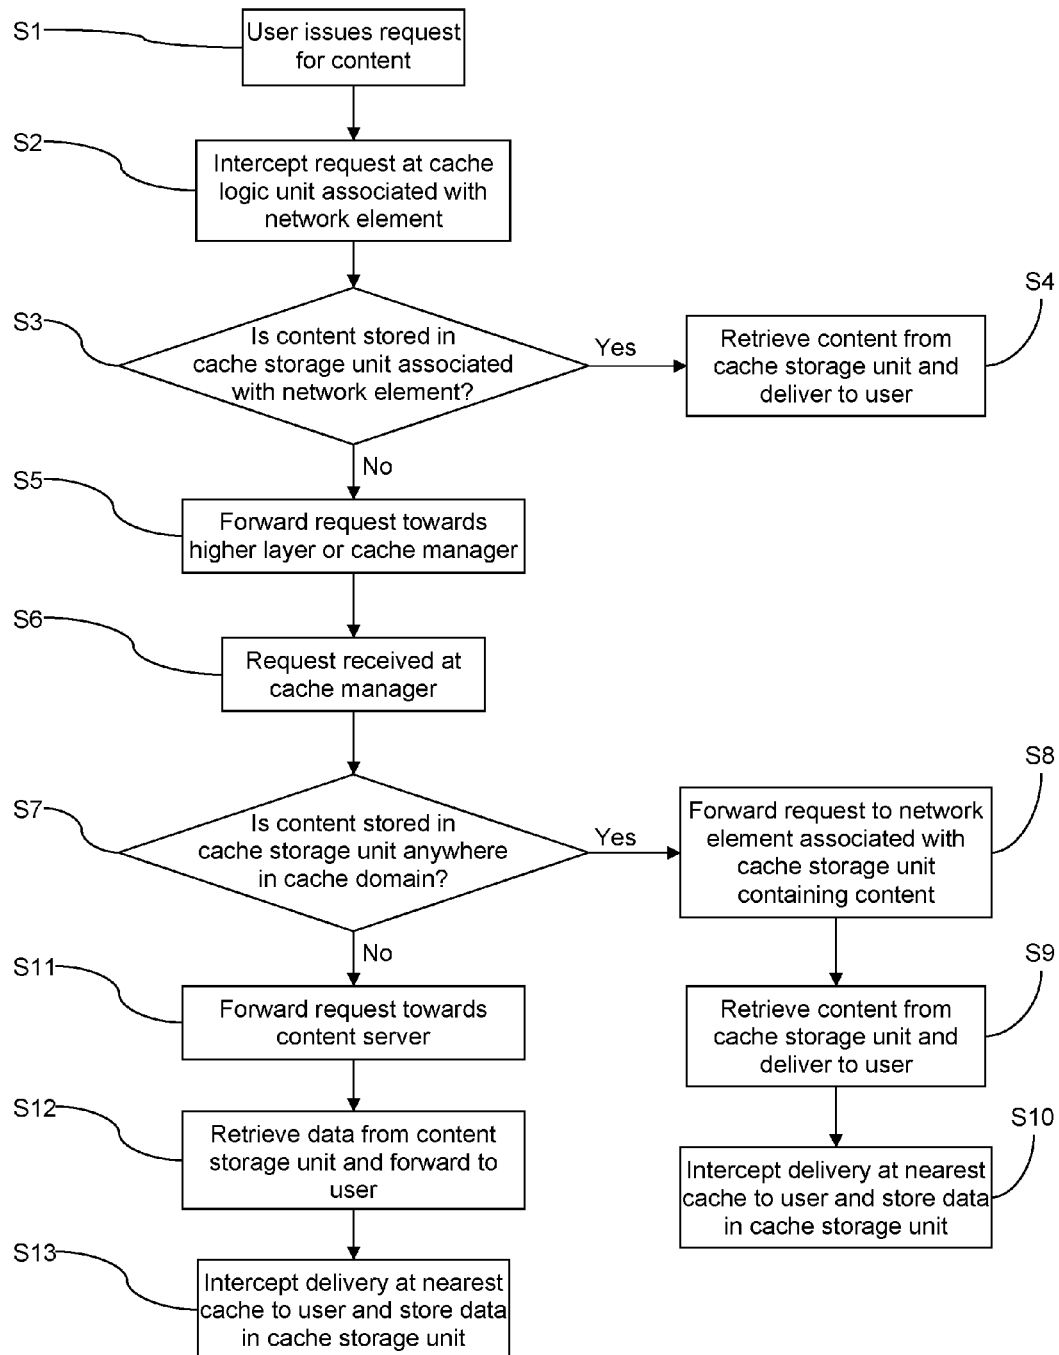 S1
User issues request
for content
S2
Intercept request at cache
logic unit associated with
network element
S3
Is content stored in
cache storage unit associated
with network element?
Yes
S4
Retrieve content from
cache storage unit and
deliver to user
No
S5
Forward request towards
higher layer or cache manager
S6
Request received at
cache manager
S7
Is content stored in
cache storage unit anywhere
in cache domain?
Yes
S8
Forward request to network
element associated with
cache storage unit
containing content
No
S11
Forward request towards
content server
S9
Retrieve content from
cache storage unit and
deliver to user
S12
Retrieve data from content
storage unit and forward to
user
S10
Intercept delivery at nearest
cache to user and store data
in cache storage unit
S13
Intercept delivery at nearest
cache to user and store data
in cache storage unit